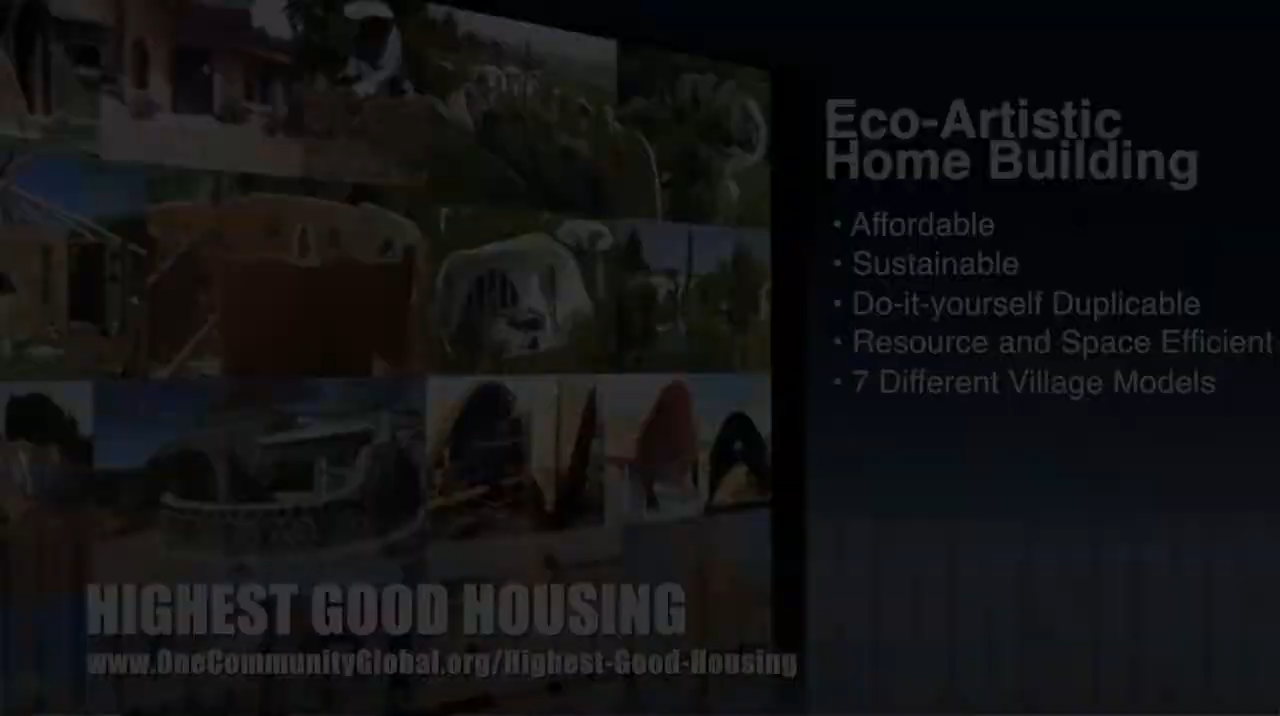 Eco-Artistic
Home Building
• Affordable
• Sustainable
• Do-it-yourself Duplicable
• Resource and Space Efficient
• 7 Different Village Models
HIGHEST GOOD HOUSING
www.OneCommunityGlobal.org/Highest-Good-Housing